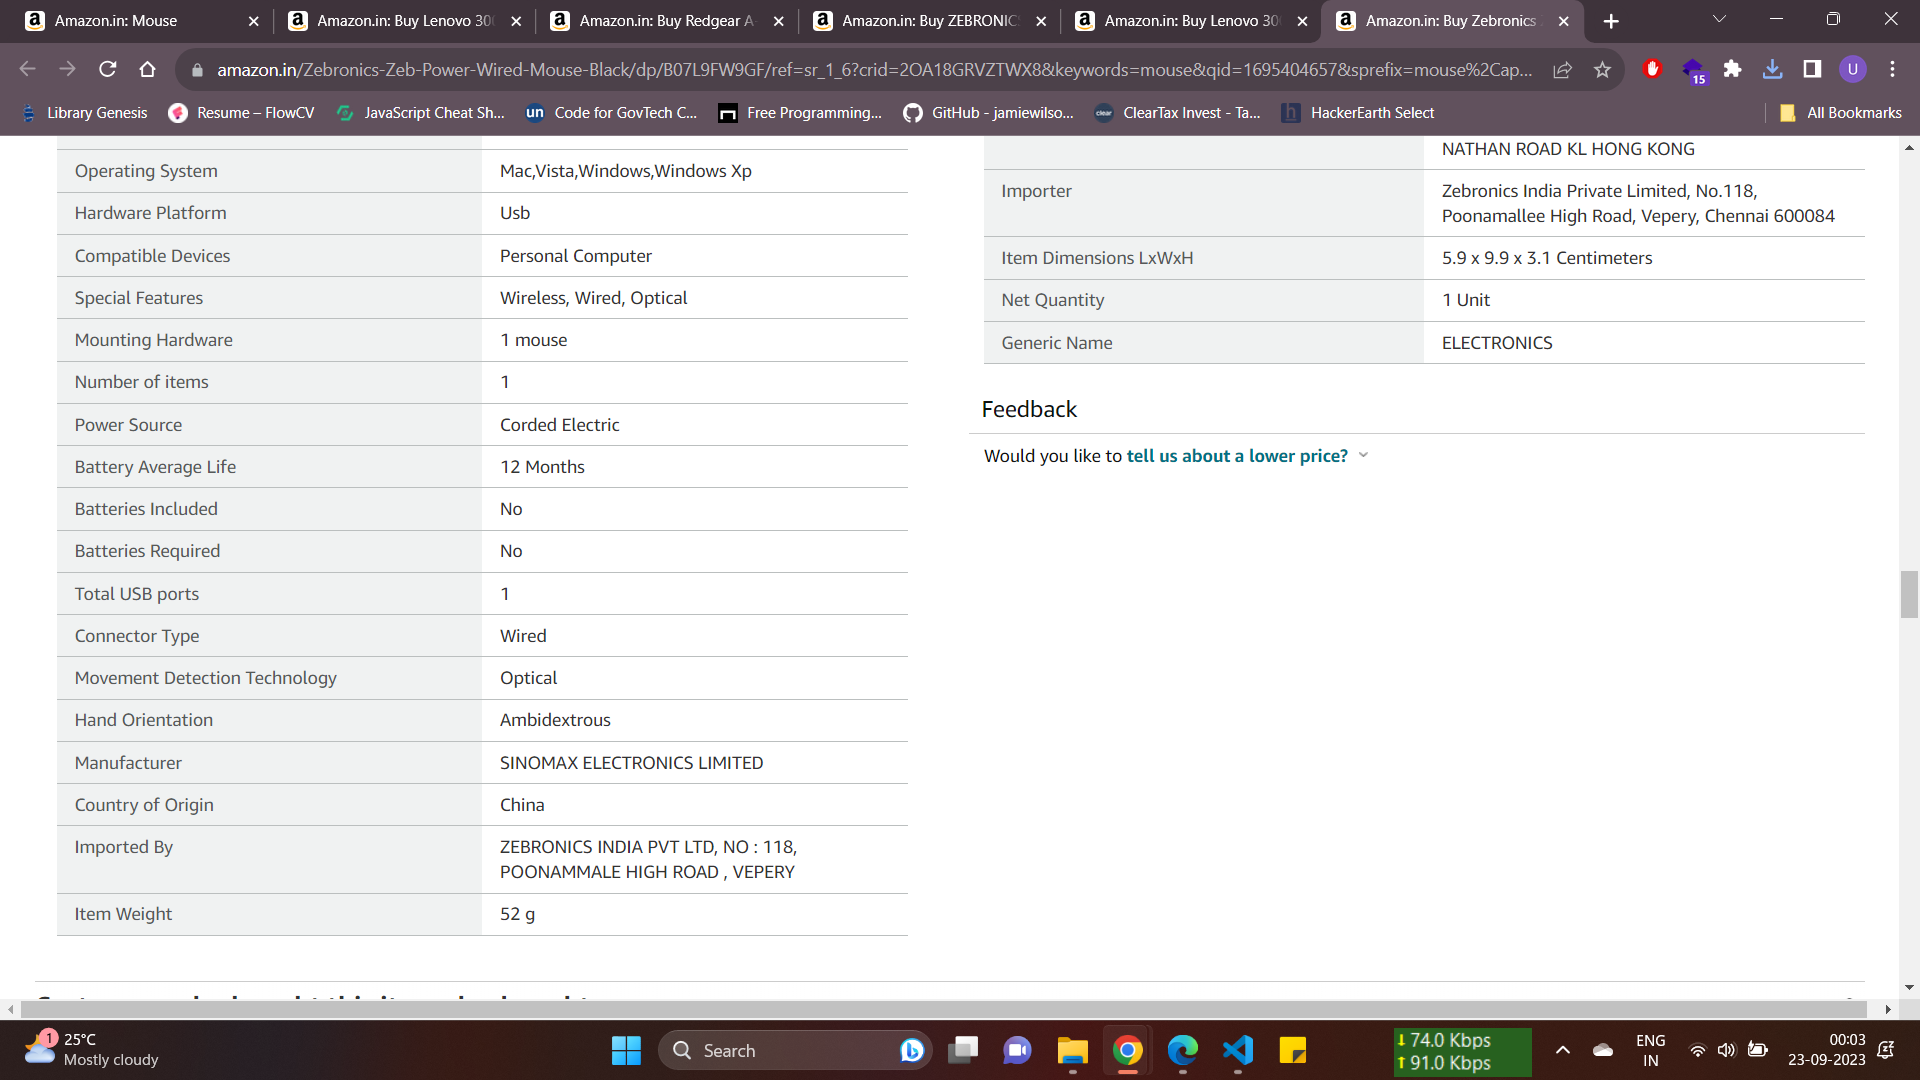 Amazon.in: Mouse
Amazon.in: Buy Lenovo 30
Amazon.in: Buy Redgear A
Amazon.in: Buy ZEBRONIC
Amazon.in: Buy Lenovo 30
Amazon.in: Buy Zebronics
amazon.in/Zebronics-Zeb-Power-Wired-Mouse-Black/dp/B07L9FW9GF/ref=sr_1_6?crid=2OA18GRVZTWX8&keywords=mouse&qid=1695404657&sprefix=mouse%2Cap...
15
U
Library Genesis
Resume – FlowCV
JavaScript Cheat Sh...
un
Code for GovTech C...
Free Programming...
GitHub - jamiewilso...
clear
ClearTax Invest - Ta...
h
HackerEarth Select
All Bookmarks
Operating System
Mac,Vista,Windows,Windows Xp
Hardware Platform
Usb
Compatible Devices
Personal Computer
Special Features
Wireless, Wired, Optical
Mounting Hardware
1 mouse
Number of items
1
Power Source
Corded Electric
Battery Average Life
12 Months
Batteries Included
No
Batteries Required
No
Total USB ports
1
Connector Type
Wired
Movement Detection Technology
Optical
Hand Orientation
Ambidextrous
Manufacturer
SINOMAX ELECTRONICS LIMITED
Country of Origin
China
Imported By
ZEBRONICS INDIA PVT LTD, NO : 118,
POONAMMALE HIGH ROAD , VEPERY
Item Weight
52 g
NATHAN ROAD KL HONG KONG
Importer
Zebronics India Private Limited, No.118,
Poonamallee High Road, Vepery, Chennai 600084
Item Dimensions LxWxH
5.9 x 9.9 x 3.1 Centimeters
Net Quantity
1 Unit
Generic Name
ELECTRONICS
Feedback
Would you like to tell us about a lower price?
1
25°C
Mostly cloudy
Search
74.0 Kbps
91.0 Kbps
ENG
IN
00:03
23-09-2023